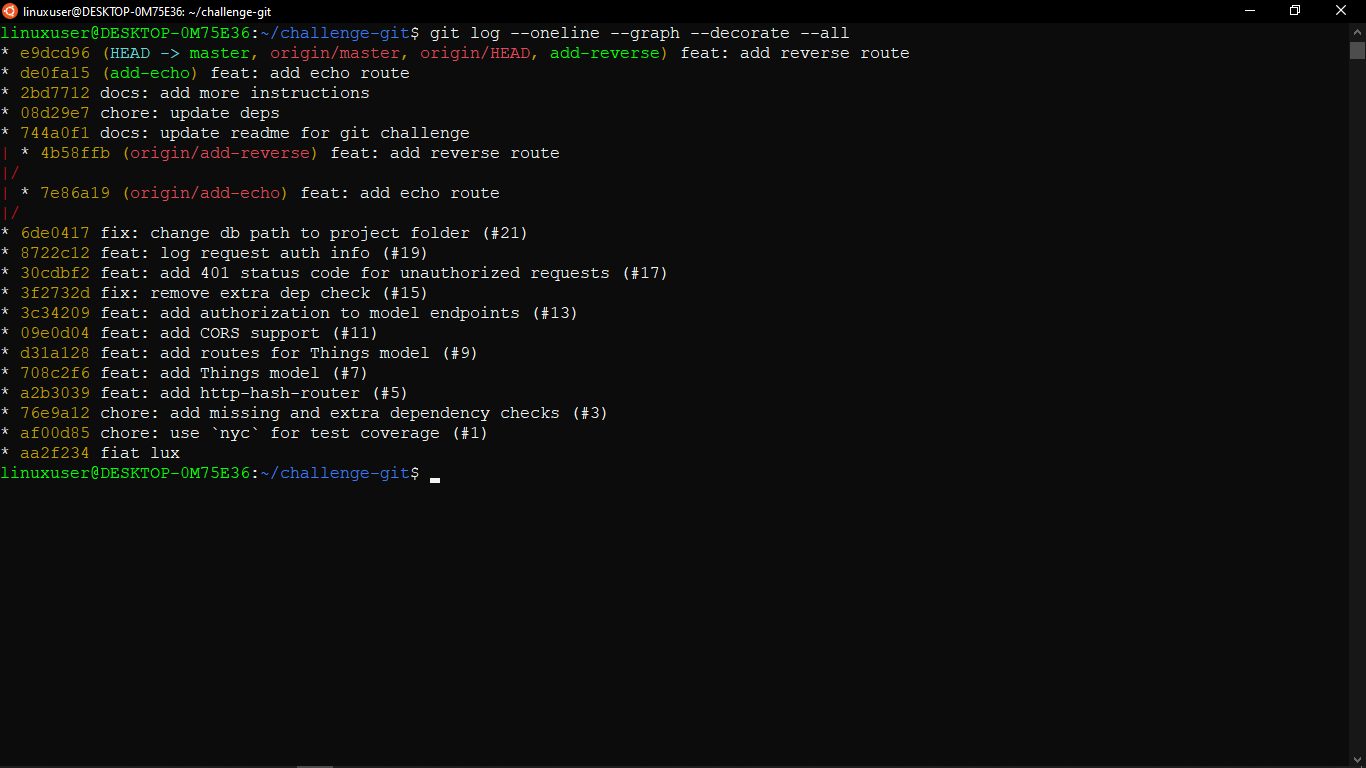 linuxuser@DESKTOP-0M75E36: ~/challenge-git
linuxuser@DESKTOP-0M75E36:~/challenge-git$ git log --oneline --graph --decorate --all
* e9dcd96 (HEAD -> master, origin/master, origin/HEAD, add-reverse) feat: add reverse route
* de0fa15 (add-echo) feat: add echo route
* 2bd7712 docs: add more instructions
* 08d29e7 chore: update deps
* 744a0f1 docs: update readme for git challenge
| * 4b58ffb (origin/add-reverse) feat: add reverse route
|/
| * 7e86a19 (origin/add-echo) feat: add echo route
|/
* 6de0417 fix: change db path to project folder (#21)
* 8722c12 feat: log request auth info (#19)
* 30cdbf2 feat: add 401 status code for unauthorized requests (#17)
* 3f2732d fix: remove extra dep check (#15)
* 3c34209 feat: add authorization to model endpoints (#13)
* 09e0d04 feat: add CORS support (#11)
* d31a128 feat: add routes for Things model (#9)
* 708c2f6 feat: add Things model (#7)
* a2b3039 feat: add http-hash-router (#5)
* 76e9a12 chore: add missing and extra dependency checks (#3)
* af00d85 chore: use `nyc` for test coverage (#1)
* aa2f234 fiat lux
linuxuser@DESKTOP-0M75E36:~/challenge-git$